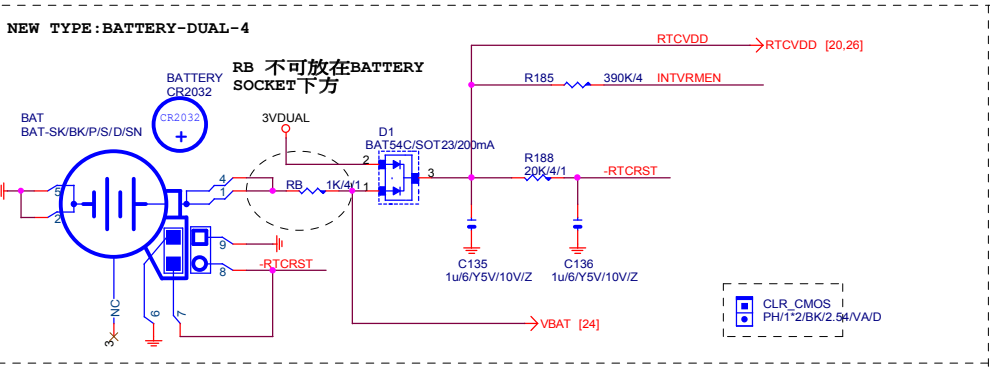 NEW TYPE:BATTERY-DUAL-4
RTCVDD
RTCVDD [20,26]
RB 不可放在BATTERY
SOCKET下方
BATTERY
CR2032
R185
390K/4
INTVRMEN
CR2032
+
BAT
BAT-SK/BK/P/S/D/SN
3VDUAL
D1
BAT54C/SOT23/200mA
2
R188
20K/4/1
-RTCRST
3
4
1
RB
1K/4/1
1
5
2
9
-RTCRST
8
C135
1u/6/Y5V/10V/Z
C136
1u/6/Y5V/10V/Z
NC
3
6
7
VBAT [24]
CLR_CMOS
PH/1*2/BK/2.54/VA/D